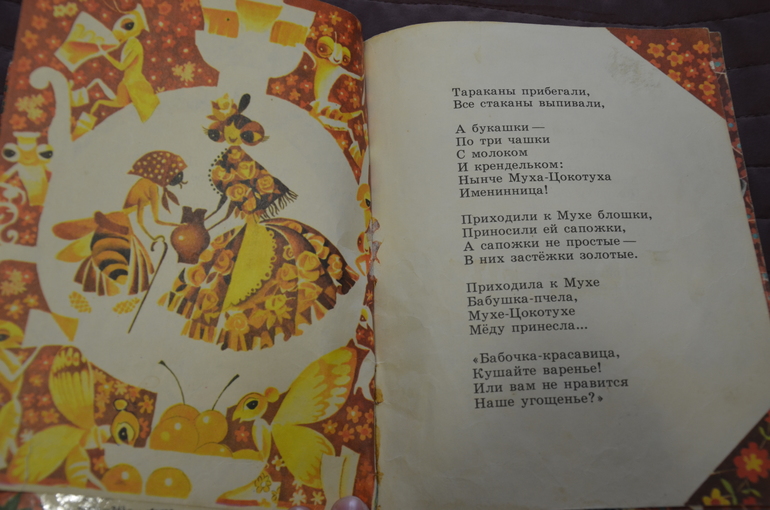 Тараканы прибегали,
Все стаканы выпивали,
А букашки —
По три чашки
С молоком
И крендельком:
Нынче Муха-Цокотуха
Именинница!
Приходили к Мухе блошки,
Приносили ей сапожки,
А сапожки не простые —
В них застёжки золотые.
Приходила к Мухе
Бабушка-пчела,
Мухе-Цокотухе
Мёду принесла...
«Бабочка-красавица,
Кушайте варенье!
Или вам не нравится
Наше угощенье?»